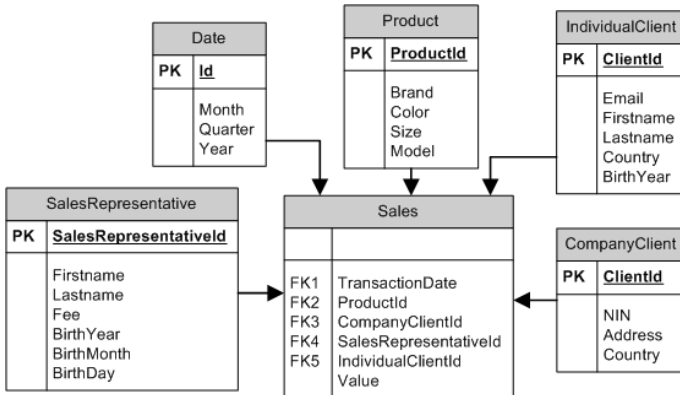 Date
PK Id
Month
Quarter
Year
Product
PK ProductId
Brand
Color
Size
Model
IndividualClient
PK ClientId
Email
Firstname
Lastname
Country
BirthYear
SalesRepresentative
PK SalesRepresentativeId
Firstname
Lastname
Fee
BirthYear
BirthMonth
BirthDay
Sales
FK1 TransactionDate
FK2 ProductId
FK3 CompanyClientId
FK4 SalesRepresentativeId
FK5 IndividualClientId
Value
CompanyClient
PK ClientId
NIN
Address
Country